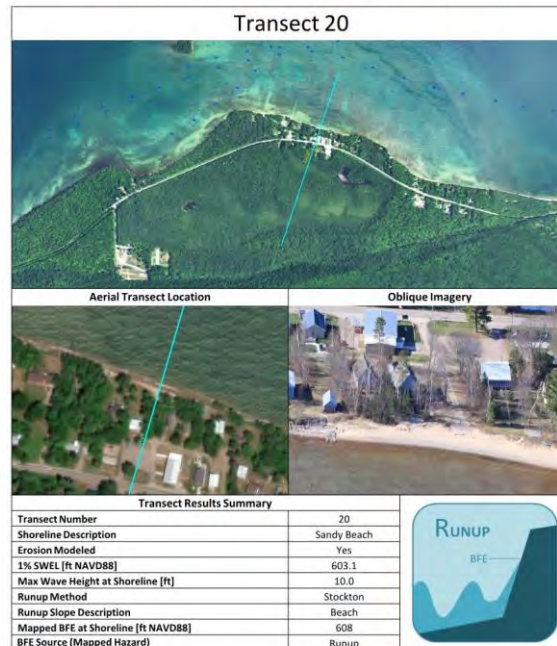 Transect 20
Aerial Transect Location
Oblique Imagery
Transect Results Summary
Transect Number 20
Shoreline Description Sandy Beach
Erosion Modeled Yes
1% SWEL [ft NAVD88] 603.1
Max Wave Height at Shoreline [ft] 10.0
Runup Method Stockton
Runup Slope Description Beach
Mapped BFE at Shoreline [ft NAVD88] 608
BFE Source (Mapped Hazard) Runup
RUNUP
BFE